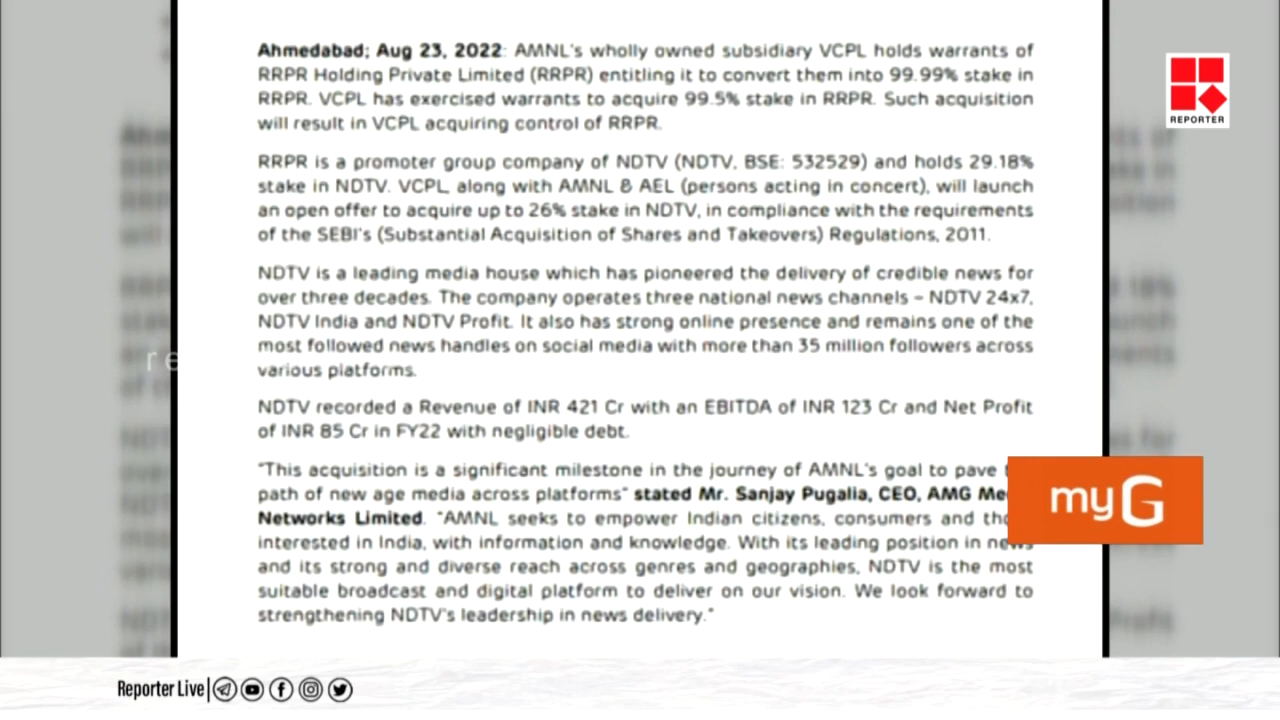 Ahmedabad; Aug 23, 2022: AMNL's wholly owned subsidiary VCPL holds warrants of
RRPR Holding Private Limited (RRPR) entitling it to convert them into 99.99% stake in
RRPR. VCPL has exercised warrants to acquire 99.5% stake in RRPR. Such acquisition
will result in VCPL acquiring control of RRPR.
RRPR is a promoter group company of NDTV (NDTV, BSE: 532529) and holds 29.18%
stake in NDTV. VCPL, along with AMNL & AEL (persons acting in concert), will launch
an open offer to acquire up to 26% stake in NDTV, in compliance with the requirements
of the SEBI's (Substantial Acquisition of Shares and Takeovers) Regulations, 2011.
NDTV is a leading media house which has pioneered the delivery of credible news for
over three decades. The company operates three national news channels – NDTV 24x7,
NDTV India and NDTV Profit. It also has strong online presence and remains one of the
most followed news handles on social media with more than 35 million followers across
various platforms.
NDTV recorded a Revenue of INR 421 Cr with an EBITDA of INR 123 Cr and Net Profit
of INR 85 Cr in FY22 with negligible debt.
"This acquisition is a significant milestone in the journey of AMNL's goal to pave
path of new age media across platforms" stated Mr. Sanjay Pugalia, CEO, AMG Me
Networks Limited. "AMNL seeks to empower Indian citizens, consumers and tho
interested in India, with information and knowledge. With its leading position in news
and its strong and diverse reach across genres and geographies, NDTV is the most
suitable broadcast and digital platform to deliver on our vision. We look forward to
strengthening NDTV's leadership in news delivery."
REPORTER
myG
re
Reporter Live